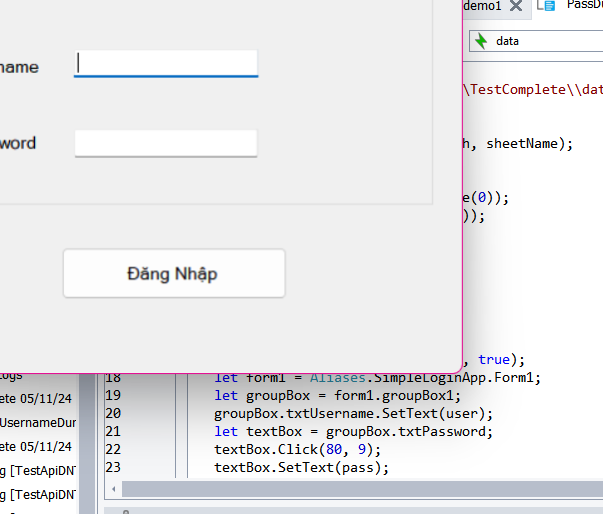 demo1
PassDu
data
name
\TestComplete\\dat
word
h, sheetName);
e(0));
));
Đăng Nhập
, true);
18 let form1 = Aliases.SimpleLoginApp.Form1;
19 let groupBox = form1.groupBox1;
20 groupBox.txtUsername.SetText(user);
21 let textBox = groupBox.txtPassword;
22 textBox.Click(80, 9);
23 textBox.SetText(pass);
ogs
ete 05/11/24
UsernameDur
ete 05/11/24
g [TestApiDN
g [TestApiDN